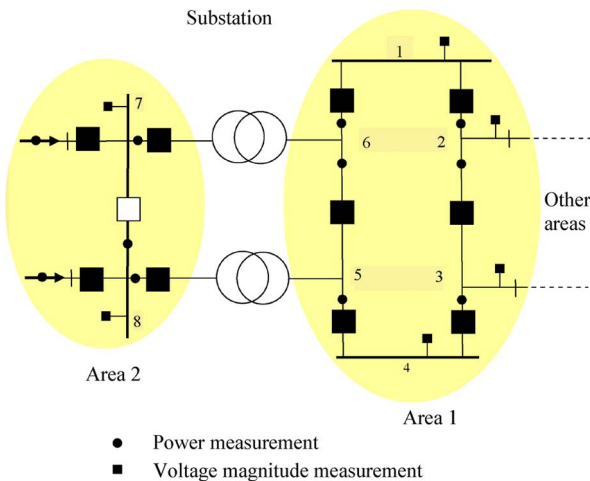 Substation
1
7
6
2
Other
areas
5
3
8
4
Area 2
Area 1
Power measurement
Voltage magnitude measurement